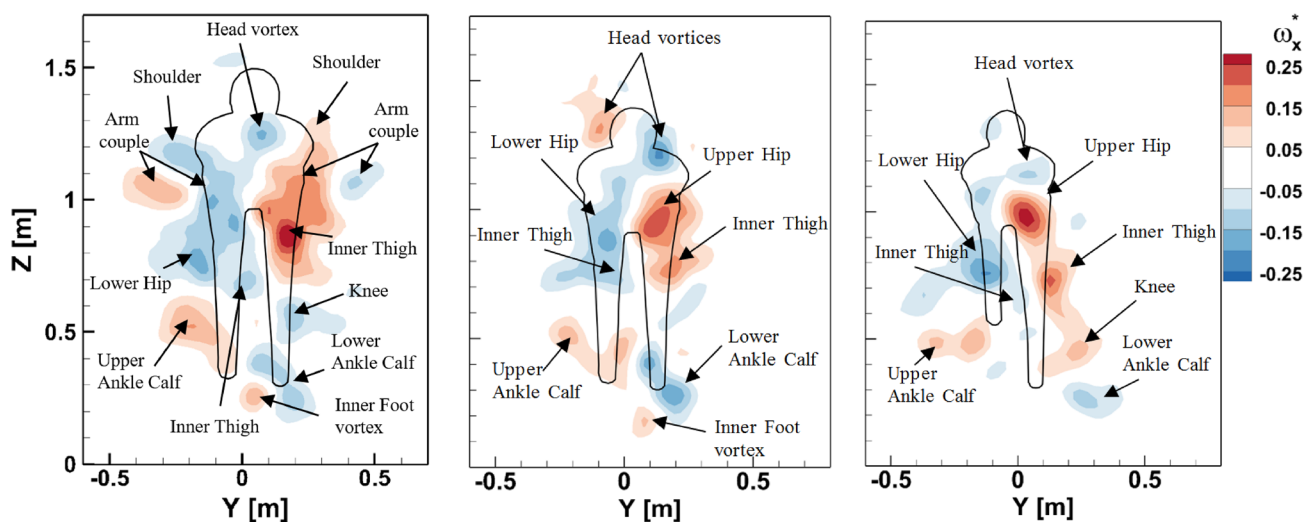 Head vortex
Shoulder
Shoulder
Arm
couple
Arm
couple
Inner Thigh
Lower Hip
Knee
Upper
Ankle Calf
Lower
Ankle Calf
Inner Thigh
Inner Foot
vortex
1.5
1
0.5
0
Z [m]
-0.5
0
0.5
Y [m]
Head vortices
Lower Hip
Upper Hip
Inner Thigh
Inner Thigh
Lower
Ankle Calf
Upper
Ankle Calf
Inner Foot
vortex
-0.5
0
0.5
Y [m]
Head vortex
Lower Hip
Upper Hip
Inner Thigh
Inner Thigh
Knee
Lower
Ankle Calf
Upper
Ankle Calf
-0.5
0
0.5
Y [m]
ωx*
0.25
0.15
0.05
-0.05
-0.15
-0.25